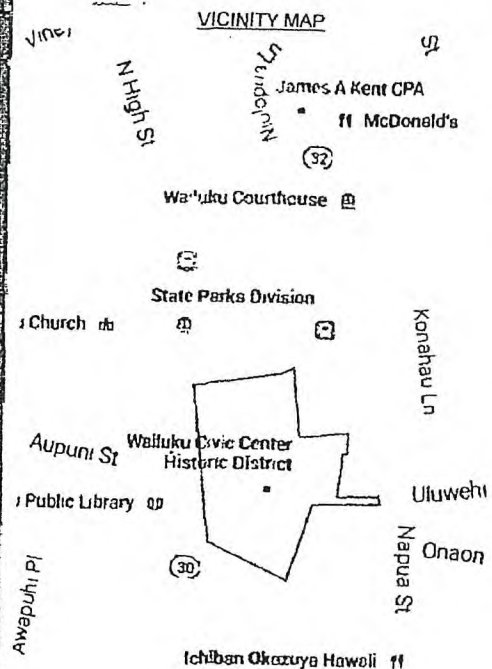 VICINITY MAP
St
N High St
James A Kent CPA
McDonald's
32
Wailuku Courthouse
State Parks Division
Church
Konahau Ln
Aupuni St
Wailuku Civic Center
Historic District
Public Library
Uluwehi
Napua St
Onaon
30
Awapuhi Pl
Ichiban Okazuya Hawaii